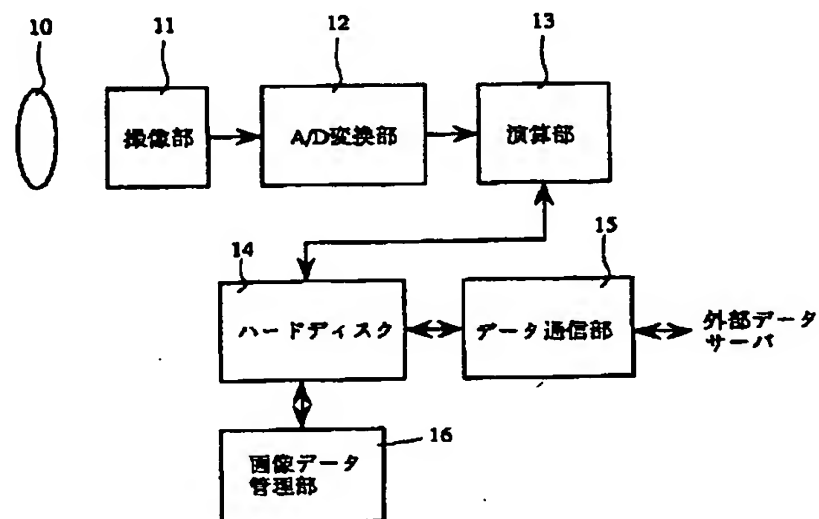 10
11
12
13
撮像部
A/D変換部
演算部
14
15
ハードディスク
データ通信部
外部データ
サーバ
16
画像データ
管理部